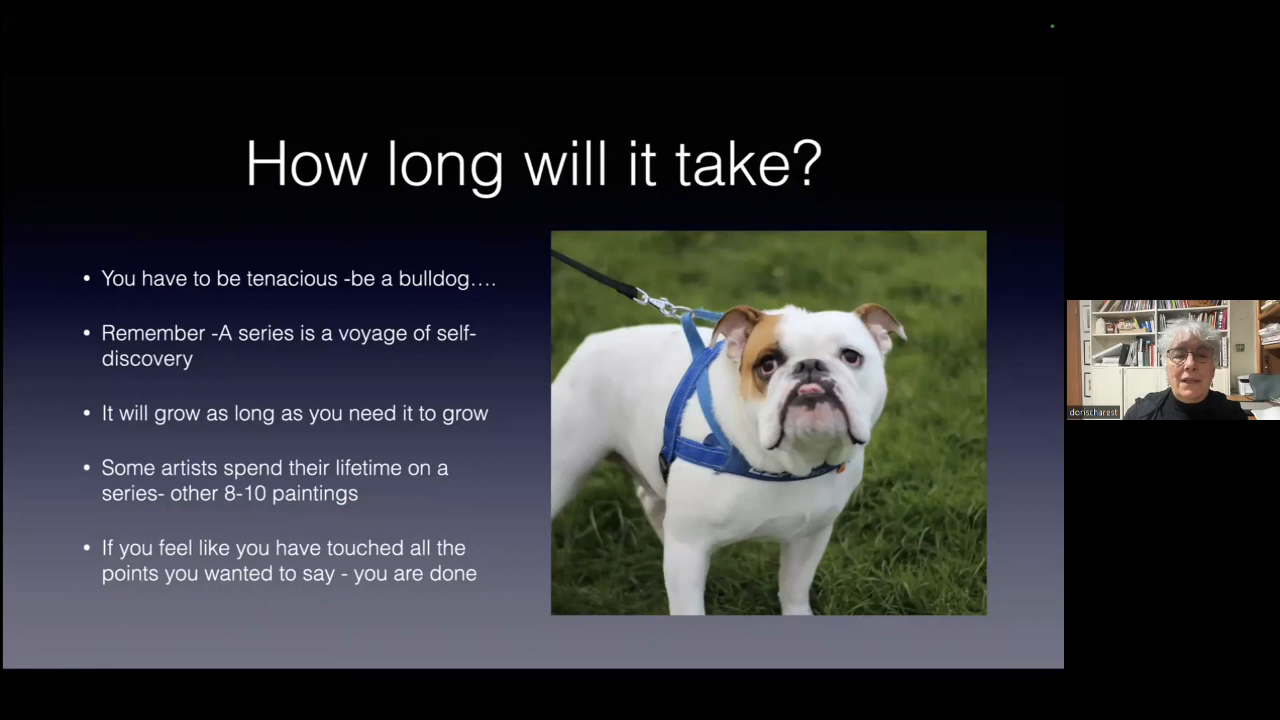 How long will it take?
• You have to be tenacious -be a bulldog….
• Remember -A series is a voyage of self-
discovery
• It will grow as long as you need it to grow
• Some artists spend their lifetime on a
series- other 8-10 paintings
• If you feel like you have touched all the
points you wanted to say - you are done
dorischarest